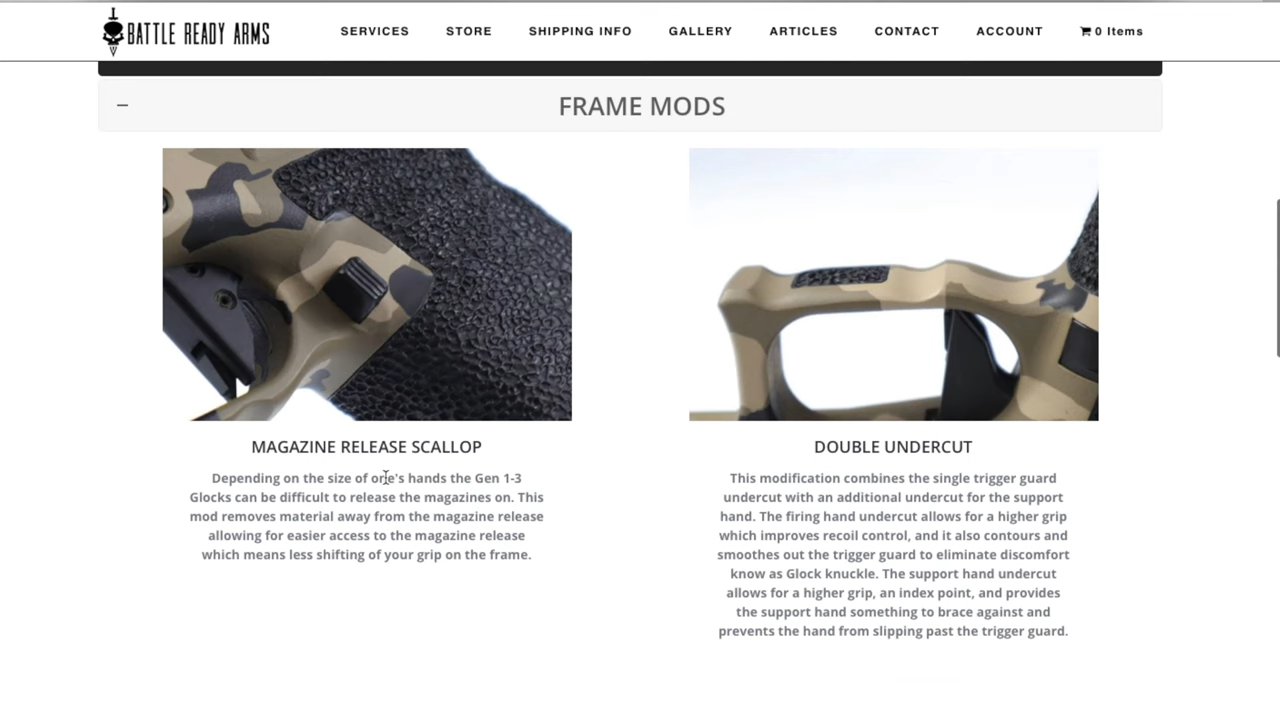 BATTLE READY ARMS
SERVICES STORE SHIPPING INFO GALLERY ARTICLES CONTACT ACCOUNT 0 Items
FRAME MODS
MAGAZINE RELEASE SCALLOP
Depending on the size of one's hands the Gen 1-3
Glocks can be difficult to release the magazines on. This
mod removes material away from the magazine release
allowing for easier access to the magazine release
which means less shifting of your grip on the frame.
DOUBLE UNDERCUT
This modification combines the single trigger guard
undercut with an additional undercut for the support
hand. The firing hand undercut allows for a higher grip
which improves recoil control, and it also contours and
smoothes out the trigger guard to eliminate discomfort
know as Glock knuckle. The support hand undercut
allows for a higher grip, an index point, and provides
the support hand something to brace against and
prevents the hand from slipping past the trigger guard.